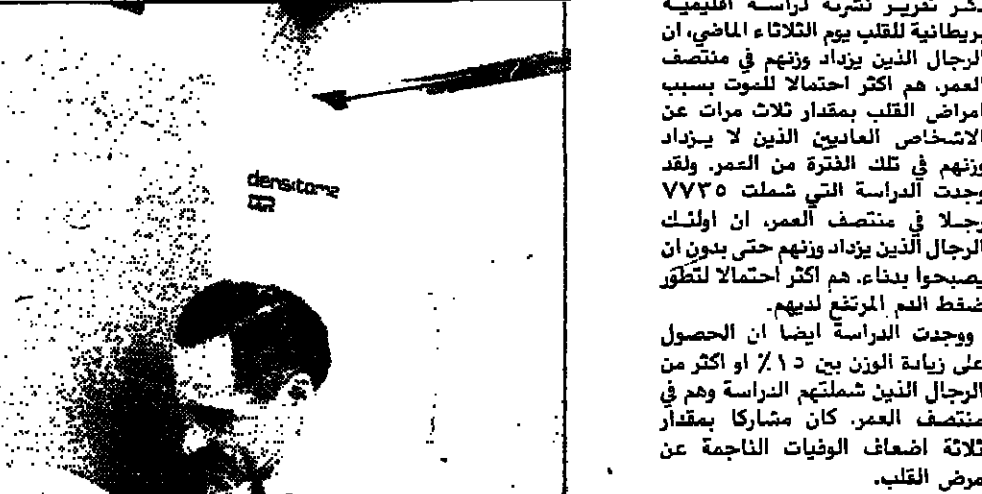 ذكر تقرير نشرته دراسة اقليمية
بريطانية للقلب يوم الثلاثاء الماضي، ان
الرجال الذين يزداد وزنهم في منتصف
العمر، هم اكثر احتمالا للموت بسبب
امراض القلب بمقدار ثلاث مرات عن
الاشخاص العاديين الذين لا يزداد
وزنهم في تلك الفترة من العمر. ولقد
وجدت الدراسة التي شملت ٧٧٣٥
رجلا في منتصف العمر، ان اولئك
الرجال الذين يزداد وزنهم حتى بدون ان
يصبحوا بدناء، هم اكثر احتمالا لتطور
ضغط الدم المرتفع لديهم.
ووجدت الدراسة ايضا ان الحصول
على زيادة الوزن بين ١٥٪ او اكثر من
الرجال الذين شملتهم الدراسة وهم في
منتصف العمر، كان مشاركا بمقدار
ثلاثة اضعاف الوفيات الناجمة عن
مرض القلب.
densitome